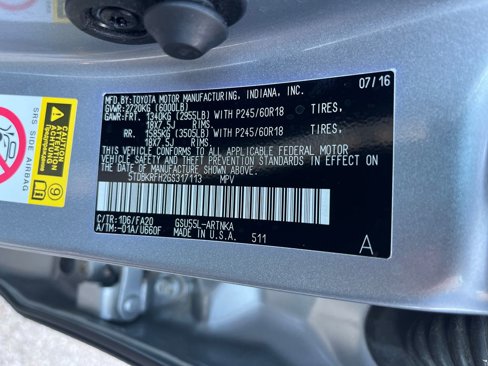 MFD.BY:TOYOTA MOTOR MANUFACTURING, INDIANA, INC. 07/16
GVWR:2720KG (6000LB)
GAWR:FRT. 1340KG (2955LB) WITH P245/60R18 TIRES,
18X7.5J RIMS,
RR. 1585KG (3505LB) WITH P245/60R18 TIRES,
18X7.5J RIMS,
THIS VEHICLE CONFORMS TO ALL APPLICABLE FEDERAL MOTOR
VEHICLE SAFETY AND THEFT PREVENTION STANDARDS IN EFFECT ON
THE DATE OF MANUFACTURE SHOWN ABOVE.
5TDBKRFH2GS317113 MPV
C/TR:1D6/FA20 GSU55L-ARTNKA
A/TM:-01A/U660F MADE IN U.S.A. 511
A
SRS SIDE AIRBAG
9